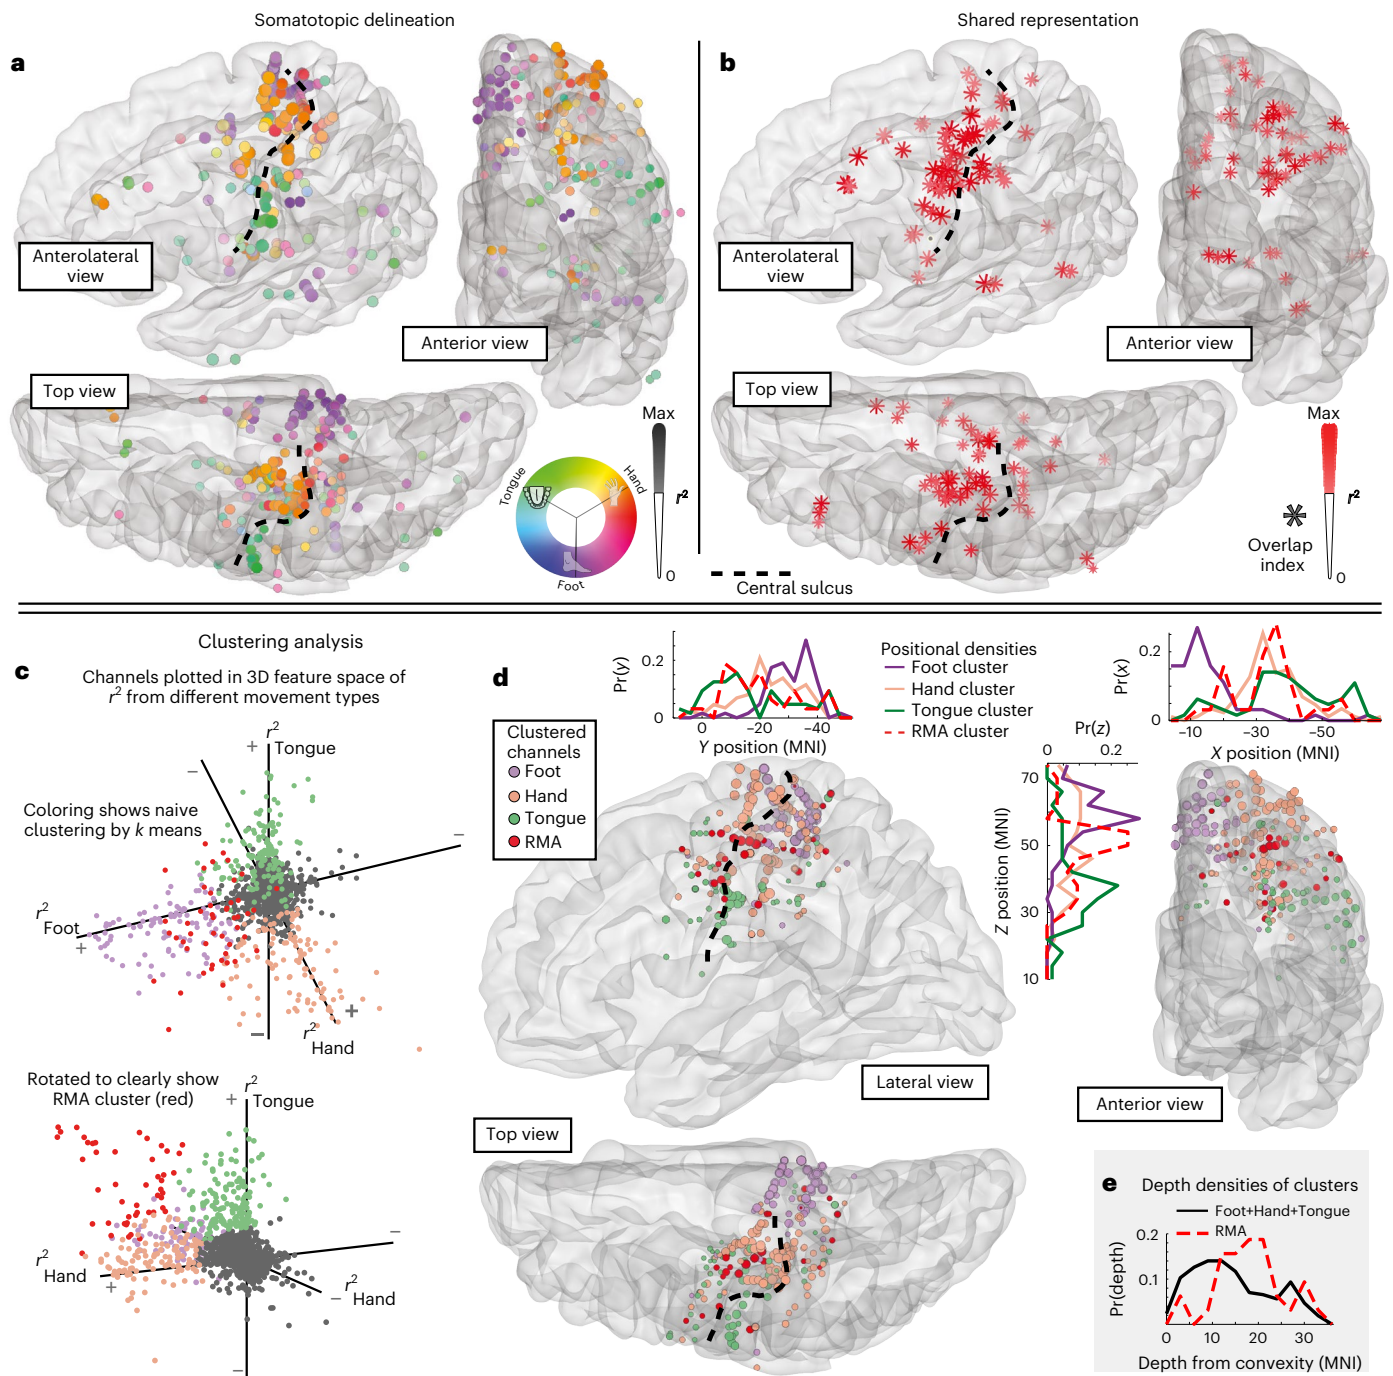 Somatotopic delineation
Shared representation
a
b
Anterolateral
view
Anterior view
Top view
Max
r2
0
Tongue
Hand
Foot
Anterolateral
view
Anterior view
Top view
Max
r2
Overlap
index
0
Central sulcus
Clustering analysis
c
Channels plotted in 3D feature space of
r2 from different movement types
r2
+ Tongue
−
Coloring shows naive
clustering by k means
−
r2
Foot
+
+
−
r2
Hand
Rotated to clearly show
RMA cluster (red)
r2
+ Tongue
−
r2
Hand
+
r2
− Hand
−
d
Pr(y)
0.2
0
0 −20 −40
Y position (MNI)
Positional densities
Foot cluster
Hand cluster
Tongue cluster
RMA cluster
Pr(x)
0.2
0
−10 −30 −50
X position (MNI)
Clustered
channels
Foot
Hand
Tongue
RMA
Pr(z)
0 0.2
70
50
30
10
Z position (MNI)
Lateral view
Anterior view
Top view
e
Depth densities of clusters
Foot+Hand+Tongue
RMA
Pr(depth)
0.2
0.1
0 10 20 30
Depth from convexity (MNI)